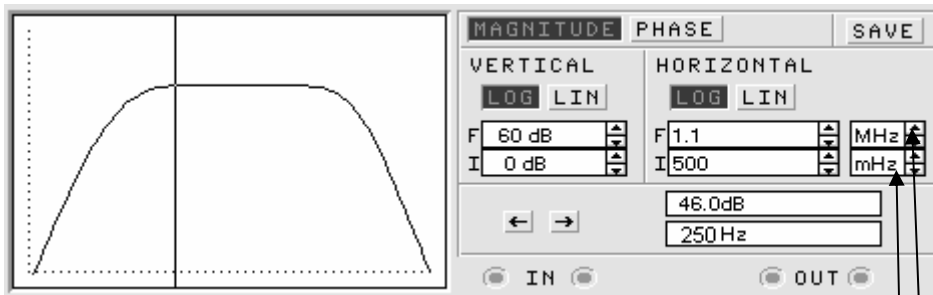 MAGNITUDE PHASE SAVE
VERTICAL HORIZONTAL
LOG LIN LOG LIN
F 60 dB F 1.1 MHz
I 0 dB I 500 mHz
← → 46.0dB
250 Hz
IN OUT